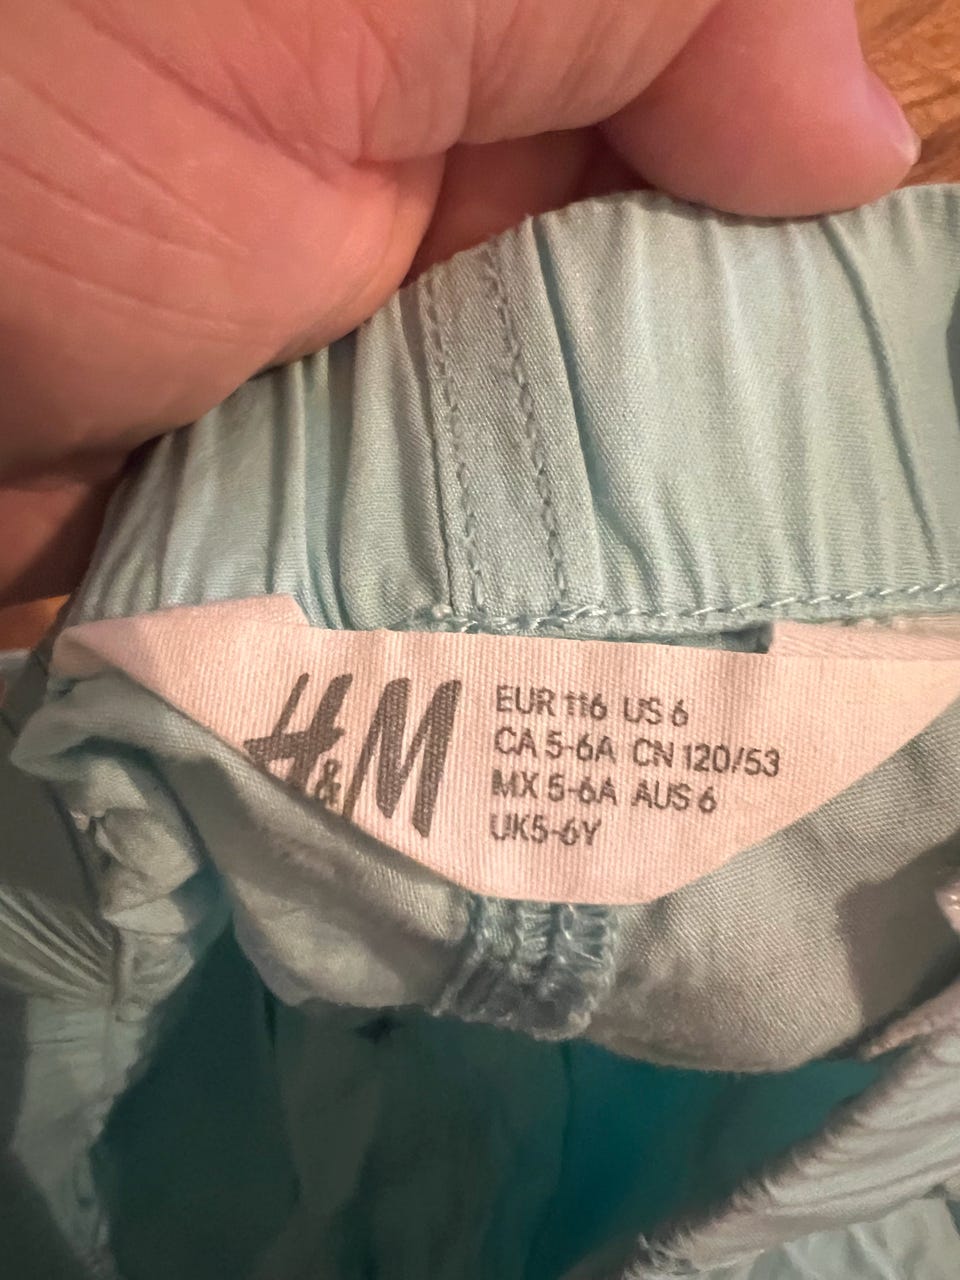 H&M
EUR 116 US 6
CA 5-6A CN 120/53
MX 5-6A AUS 6
UK5-6Y